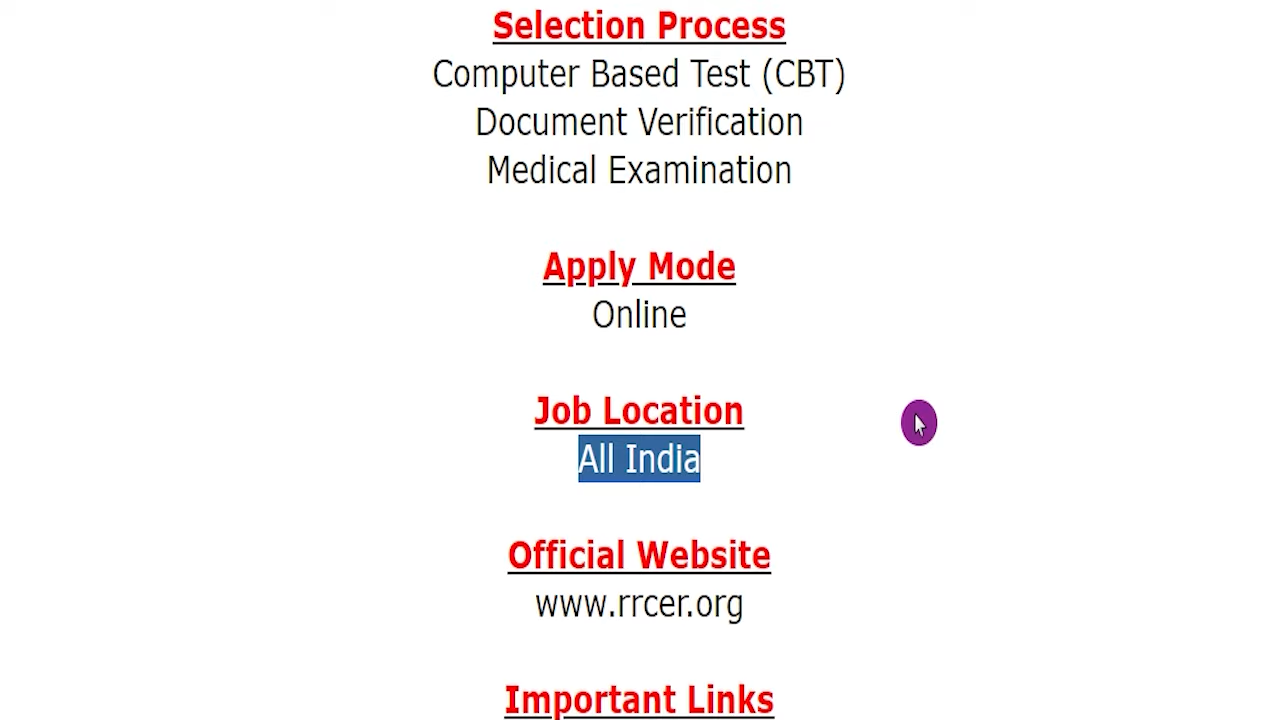 Selection Process
Computer Based Test (CBT)
Document Verification
Medical Examination
Apply Mode
Online
Job Location
All India
Official Website
www.rrcer.org
Important Links